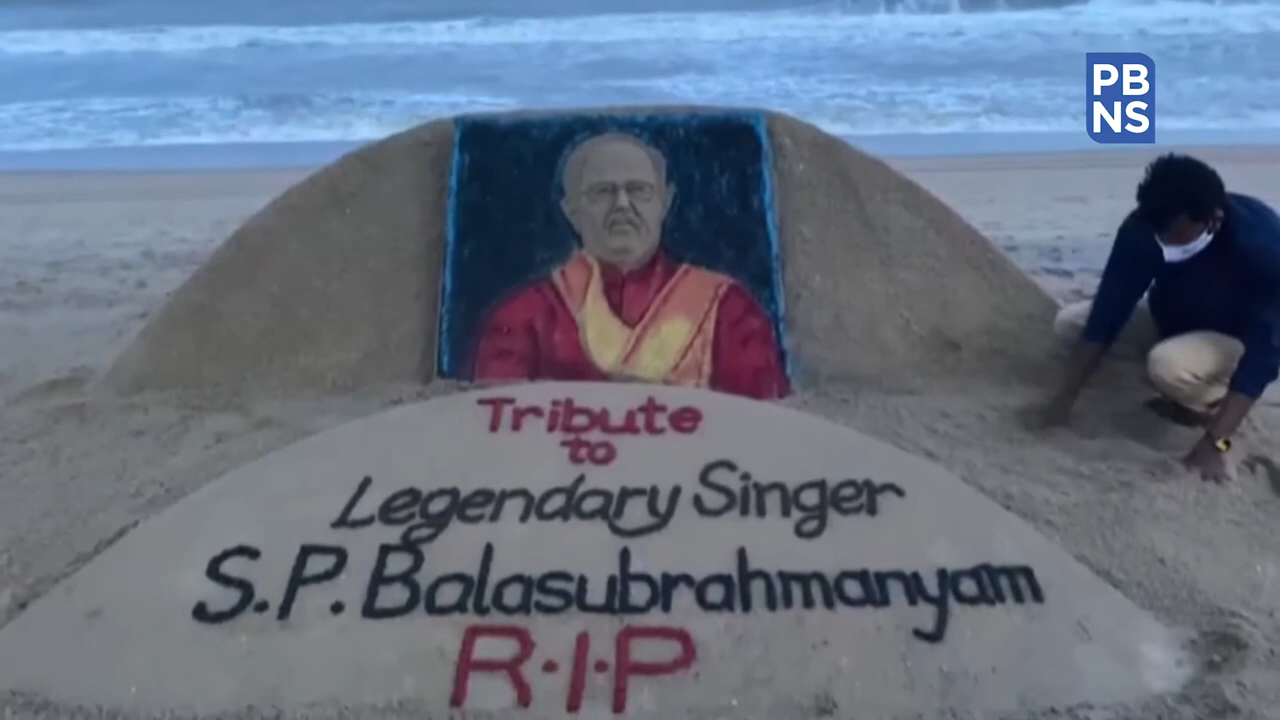 PB
NS
Tribute
to
Legendary Singer
S.P. Balasubrahmanyam
R.I.P